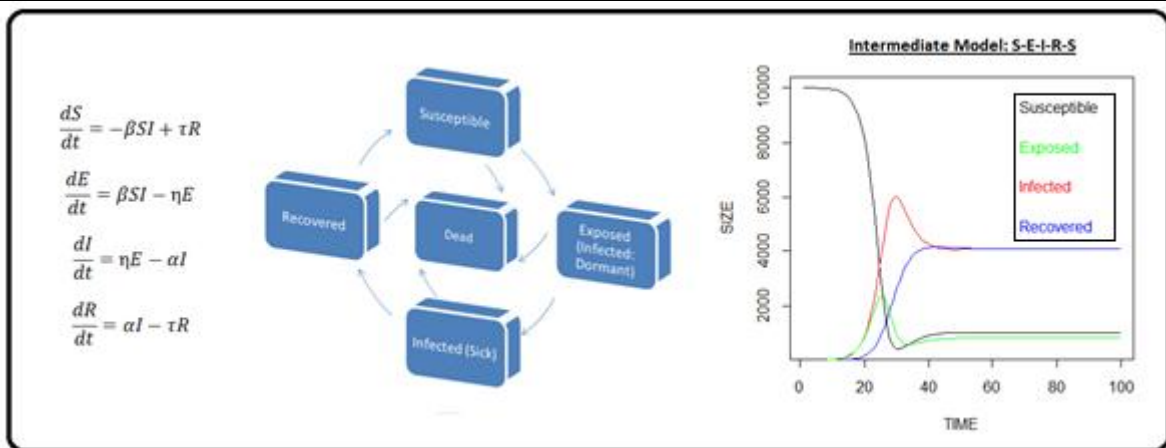 dS/dt = −βSI + τR
dE/dt = βSI − ηE
dI/dt = ηE − αI
dR/dt = αI − τR
Susceptible
Recovered
Dead
Exposed
(Infected:
Dormant)
Infected (Sick)
Intermediate Model: S-E-I-R-S
SIZE
10000
8000
6000
4000
2000
Susceptible
Exposed
Infected
Recovered
0 20 40 60 80 100
TIME